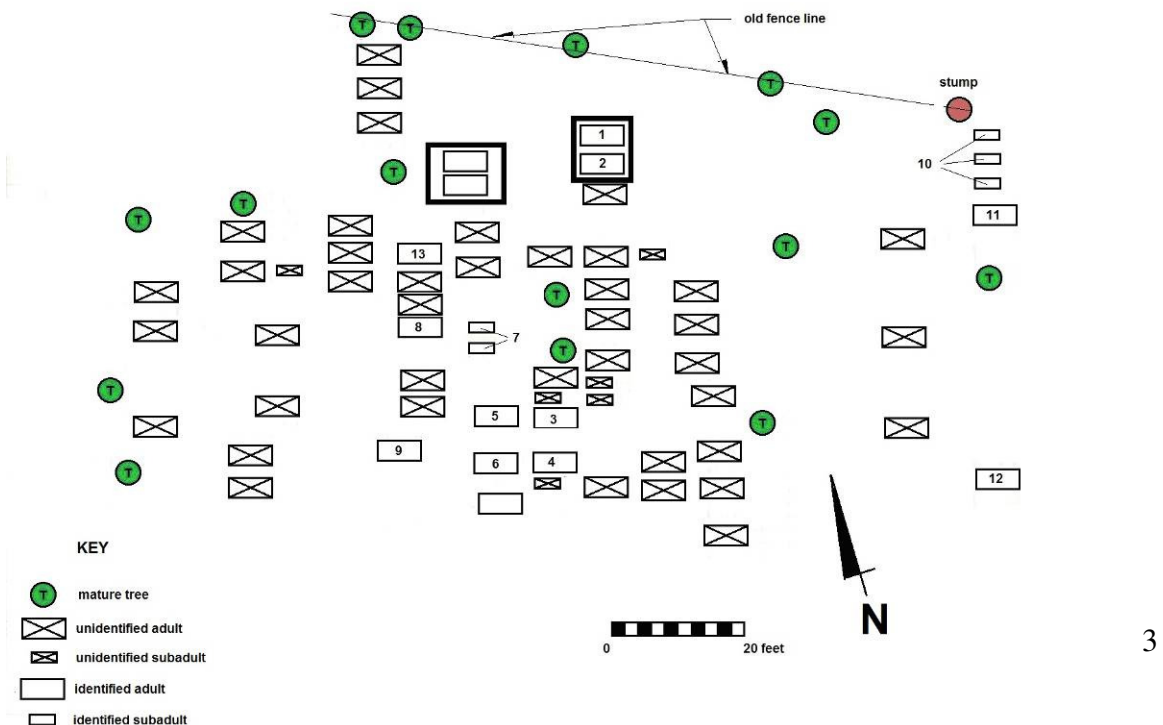 old fence line
stump
T
T
T
T
T
1
2
10
T
11
T
T
13
T
T
T
8
7
T
T
5
3
T
9
6
4
T
12
KEY
T mature tree
unidentified adult
unidentified subadult
identified adult
identified subadult
0 20 feet
N
3